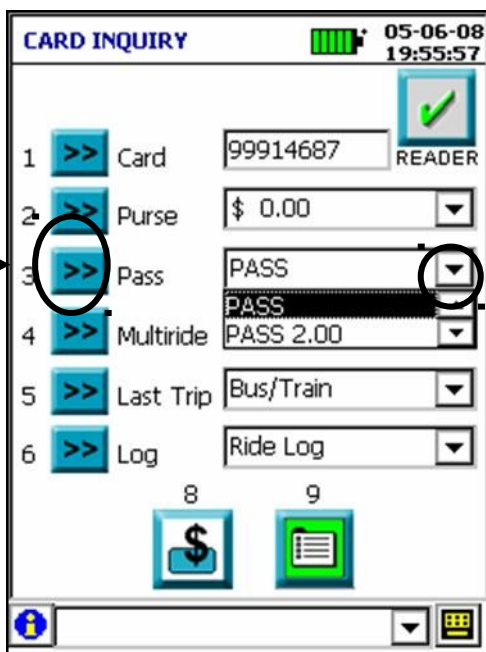 CARD INQUIRY
05-06-08
19:55:57
READER
1 >> Card 99914687
2 >> Purse $ 0.00
3 >> Pass PASS
PASS
4 >> Multiride PASS 2.00
5 >> Last Trip Bus/Train
6 >> Log Ride Log
8 9
$